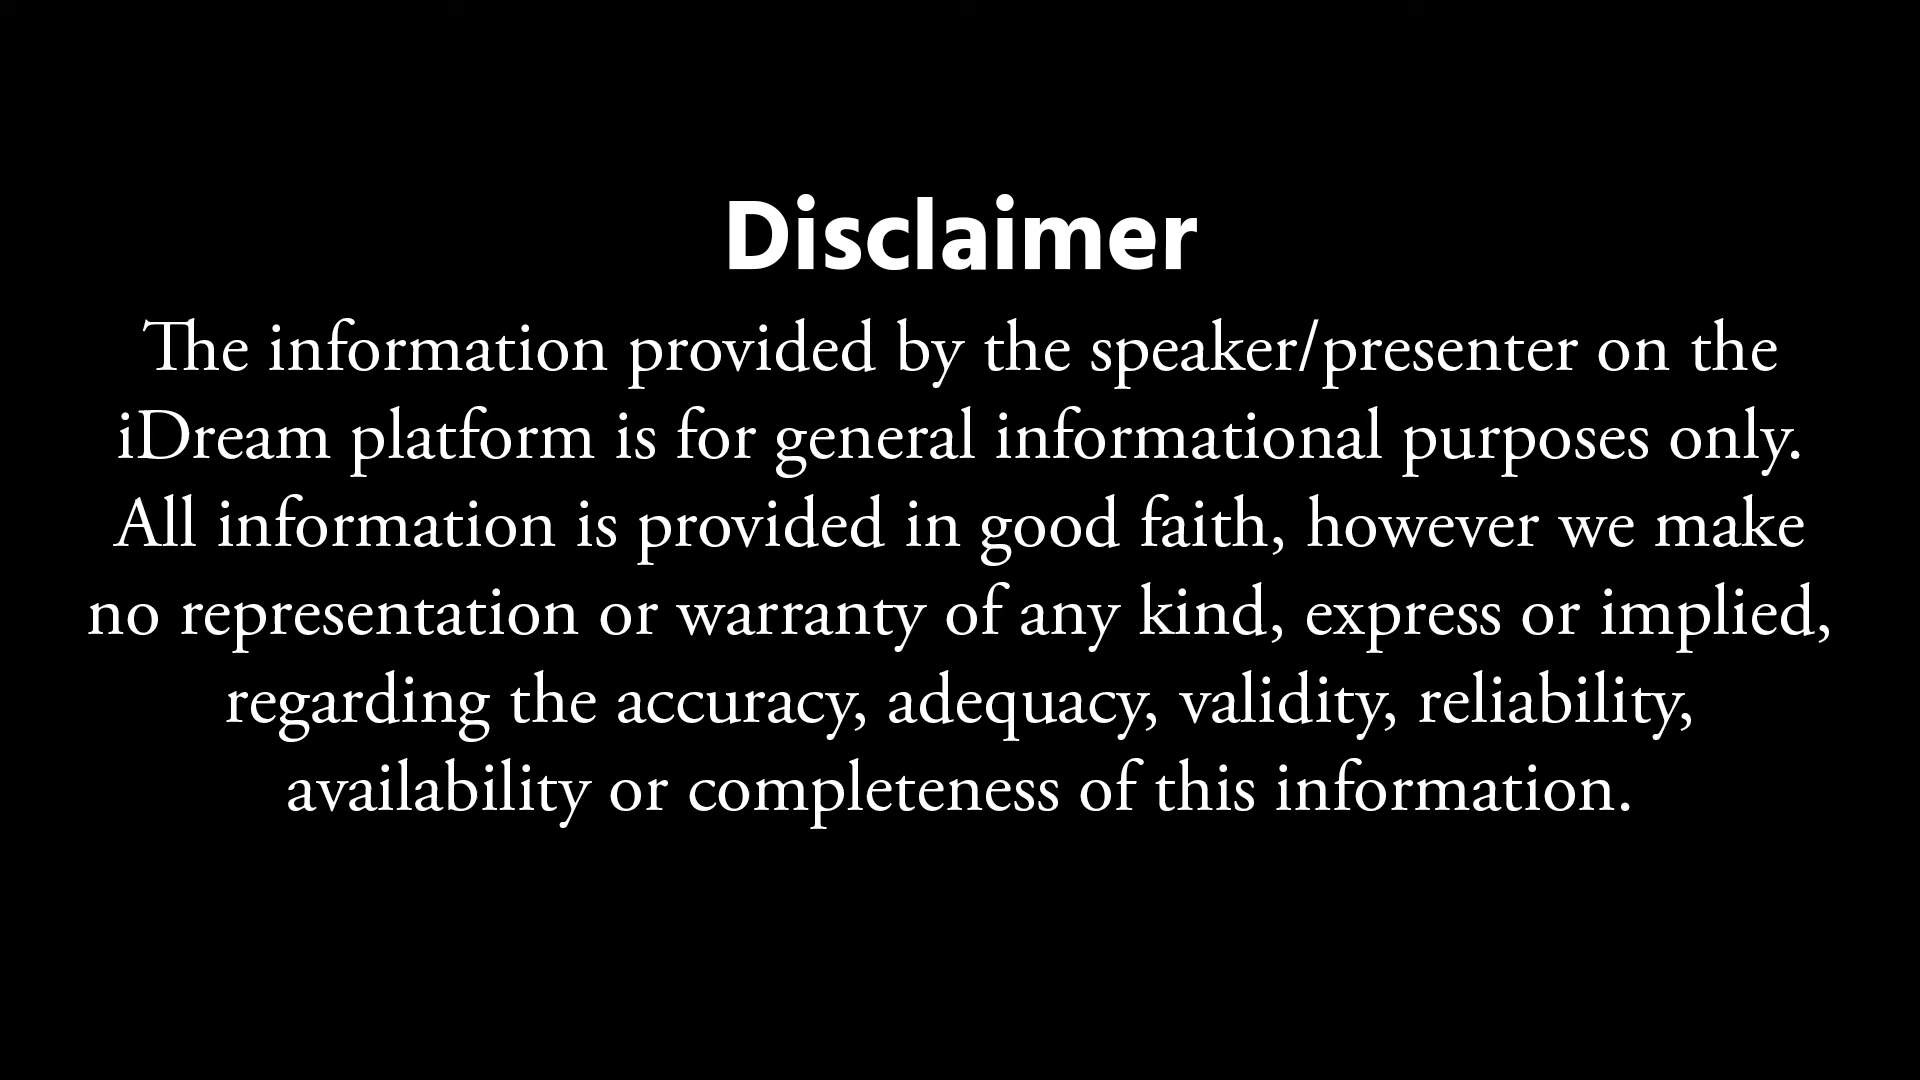 Disclaimer
The information provided by the speaker/presenter on the
iDream platform is for general informational purposes only.
All information is provided in good faith, however we make
no representation or warranty of any kind, express or implied,
regarding the accuracy, adequacy, validity, reliability,
availability or completeness of this information.